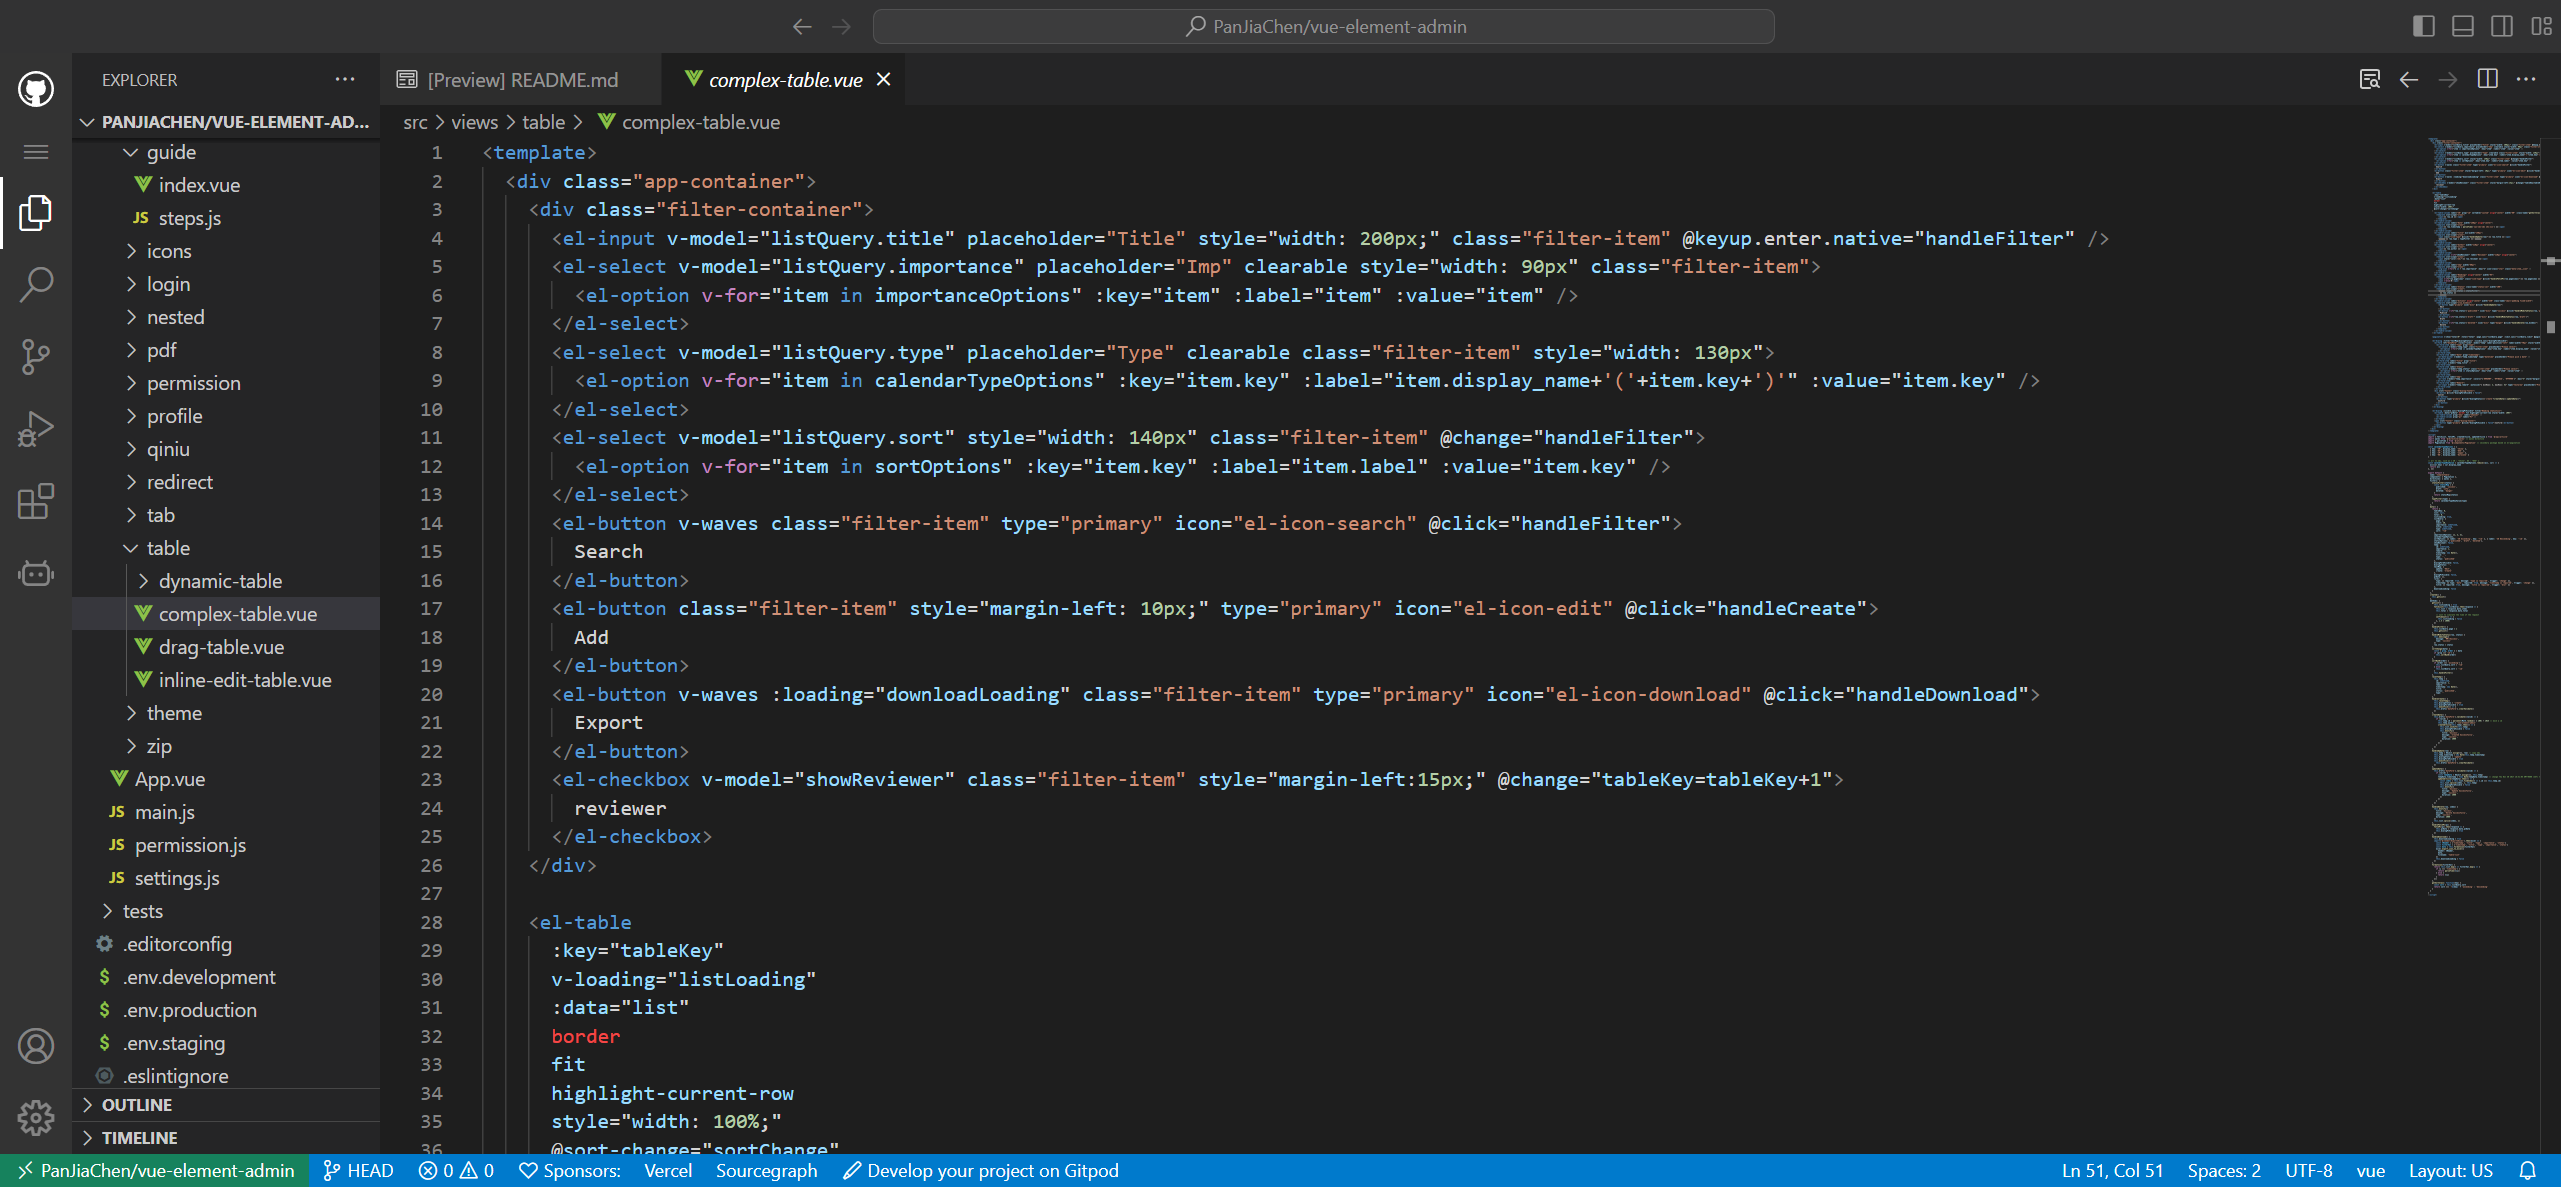 PanJiaChen/vue-element-admin
EXPLORER
PANJIACHEN/VUE-ELEMENT-AD...
guide
index.vue
JS steps.js
icons
login
nested
pdf
permission
profile
qiniu
redirect
tab
table
dynamic-table
complex-table.vue
drag-table.vue
inline-edit-table.vue
theme
zip
App.vue
JS main.js
JS permission.js
JS settings.js
tests
.editorconfig
$ .env.development
$ .env.production
$ .env.staging
.eslintignore
OUTLINE
TIMELINE
[Preview] README.md
complex-table.vue
src > views > table > complex-table.vue
1 <template>
2 <div class="app-container">
3 <div class="filter-container">
4 <el-input v-model="listQuery.title" placeholder="Title" style="width: 200px;" class="filter-item" @keyup.enter.native="handleFilter" />
5 <el-select v-model="listQuery.importance" placeholder="Imp" clearable style="width: 90px" class="filter-item">
6 <el-option v-for="item in importanceOptions" :key="item" :label="item" :value="item" />
7 </el-select>
8 <el-select v-model="listQuery.type" placeholder="Type" clearable class="filter-item" style="width: 130px">
9 <el-option v-for="item in calendarTypeOptions" :key="item.key" :label="item.display_name+'('+item.key+')'" :value="item.key" />
10 </el-select>
11 <el-select v-model="listQuery.sort" style="width: 140px" class="filter-item" @change="handleFilter">
12 <el-option v-for="item in sortOptions" :key="item.key" :label="item.label" :value="item.key" />
13 </el-select>
14 <el-button v-waves class="filter-item" type="primary" icon="el-icon-search" @click="handleFilter">
15 Search
16 </el-button>
17 <el-button class="filter-item" style="margin-left: 10px;" type="primary" icon="el-icon-edit" @click="handleCreate">
18 Add
19 </el-button>
20 <el-button v-waves :loading="downloadLoading" class="filter-item" type="primary" icon="el-icon-download" @click="handleDownload">
21 Export
22 </el-button>
23 <el-checkbox v-model="showReviewer" class="filter-item" style="margin-left:15px;" @change="tableKey=tableKey+1">
24 reviewer
25 </el-checkbox>
26 </div>
27
28 <el-table
29 :key="tableKey"
30 v-loading="listLoading"
31 :data="list"
32 border
33 fit
34 highlight-current-row
35 style="width: 100%;"
36 @sort-change="sortChange"
PanJiaChen/vue-element-admin HEAD 0 0 Sponsors: Vercel Sourcegraph Develop your project on Gitpod Ln 51, Col 51 Spaces: 2 UTF-8 vue Layout: US